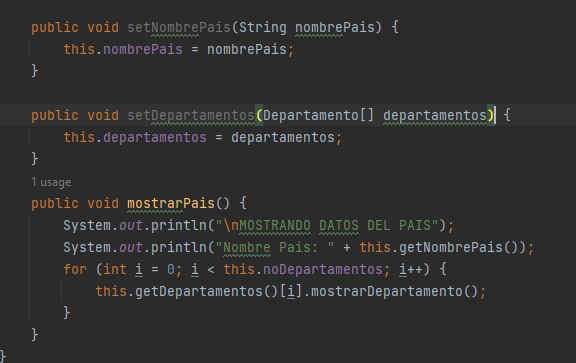 public void setNombrePais(String nombrePais) {
this.nombrePais = nombrePais;
}
public void setDepartamentos(Departamento[] departamentos) {
this.departamentos = departamentos;
}
1 usage
public void mostrarPais() {
System.out.println("\nMOSTRANDO DATOS DEL PAIS");
System.out.println("Nombre Pais: " + this.getNombrePais());
for (int i = 0; i < this.noDepartamentos; i++) {
this.getDepartamentos()[i].mostrarDepartamento();
}
}
}